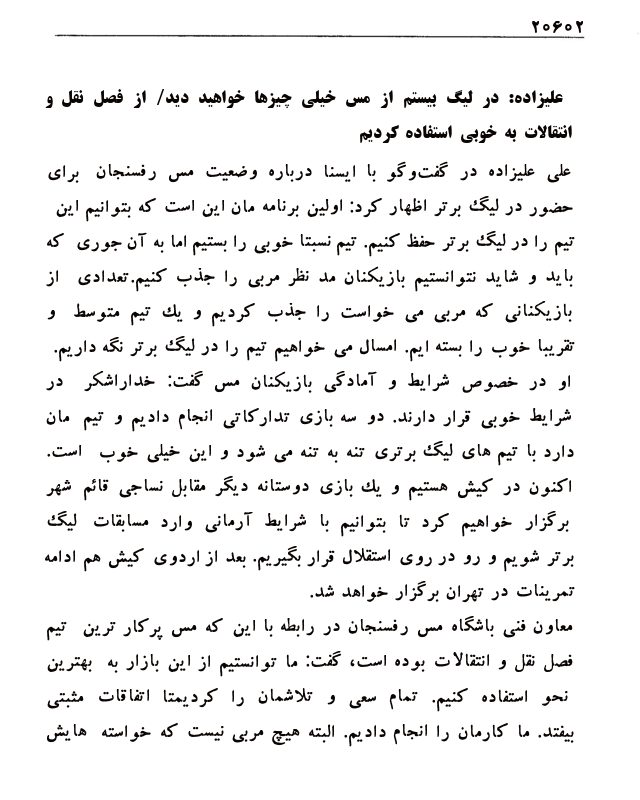 ۲۰۶۰۲
علیزاده: در لیگ بیستم از مس خیلی چیزها خواهید دید/ از فصل نقل و
انتقالات به خوبی استفاده کردیم
علی علیزاده در گفت‌وگو با ایسنا درباره وضعیت مس رفسنجان برای
حضور در لیگ برتر اظهار کرد: اولین برنامه مان این است که بتوانیم این
تیم را در لیگ برتر حفظ کنیم. تیم نسبتا خوبی را بستیم اما به آن جوری که
باید و شاید نتوانستیم بازیکنان مد نظر مربی را جذب کنیم.تعدادی از
بازیکنانی که مربی می خواست را جذب کردیم و یك تیم متوسط و
تقریبا خوب را بسته ایم. امسال می خواهیم تیم را در لیگ برتر نگه داریم.
او در خصوص شرایط و آمادگی بازیکنان مس گفت: خداراشکر در
شرایط خوبی قرار دارند. دو سه بازی تدارکاتی انجام دادیم و تیم مان
دارد با تیم های لیگ برتری تنه به تنه می شود و این خیلی خوب است.
اکنون در کیش هستیم و یك بازی دوستانه دیگر مقابل نساجی قائم شهر
برگزار خواهیم کرد تا بتوانیم با شرایط آرمانی وارد مسابقات لیگ
برتر شویم و رو در روی استقلال قرار بگیریم. بعد از اردوی کیش هم ادامه
تمرینات در تهران برگزار خواهد شد.
معاون فنی باشگاه مس رفسنجان در رابطه با این که مس پرکار ترین تیم
فصل نقل و انتقالات بوده است، گفت: ما توانستیم از این بازار به بهترین
نحو استفاده کنیم. تمام سعی و تلاشمان را کردیمتا اتفاقات مثبتی
بیفتد. ما کارمان را انجام دادیم. البته هیچ مربی نیست که خواسته هایش